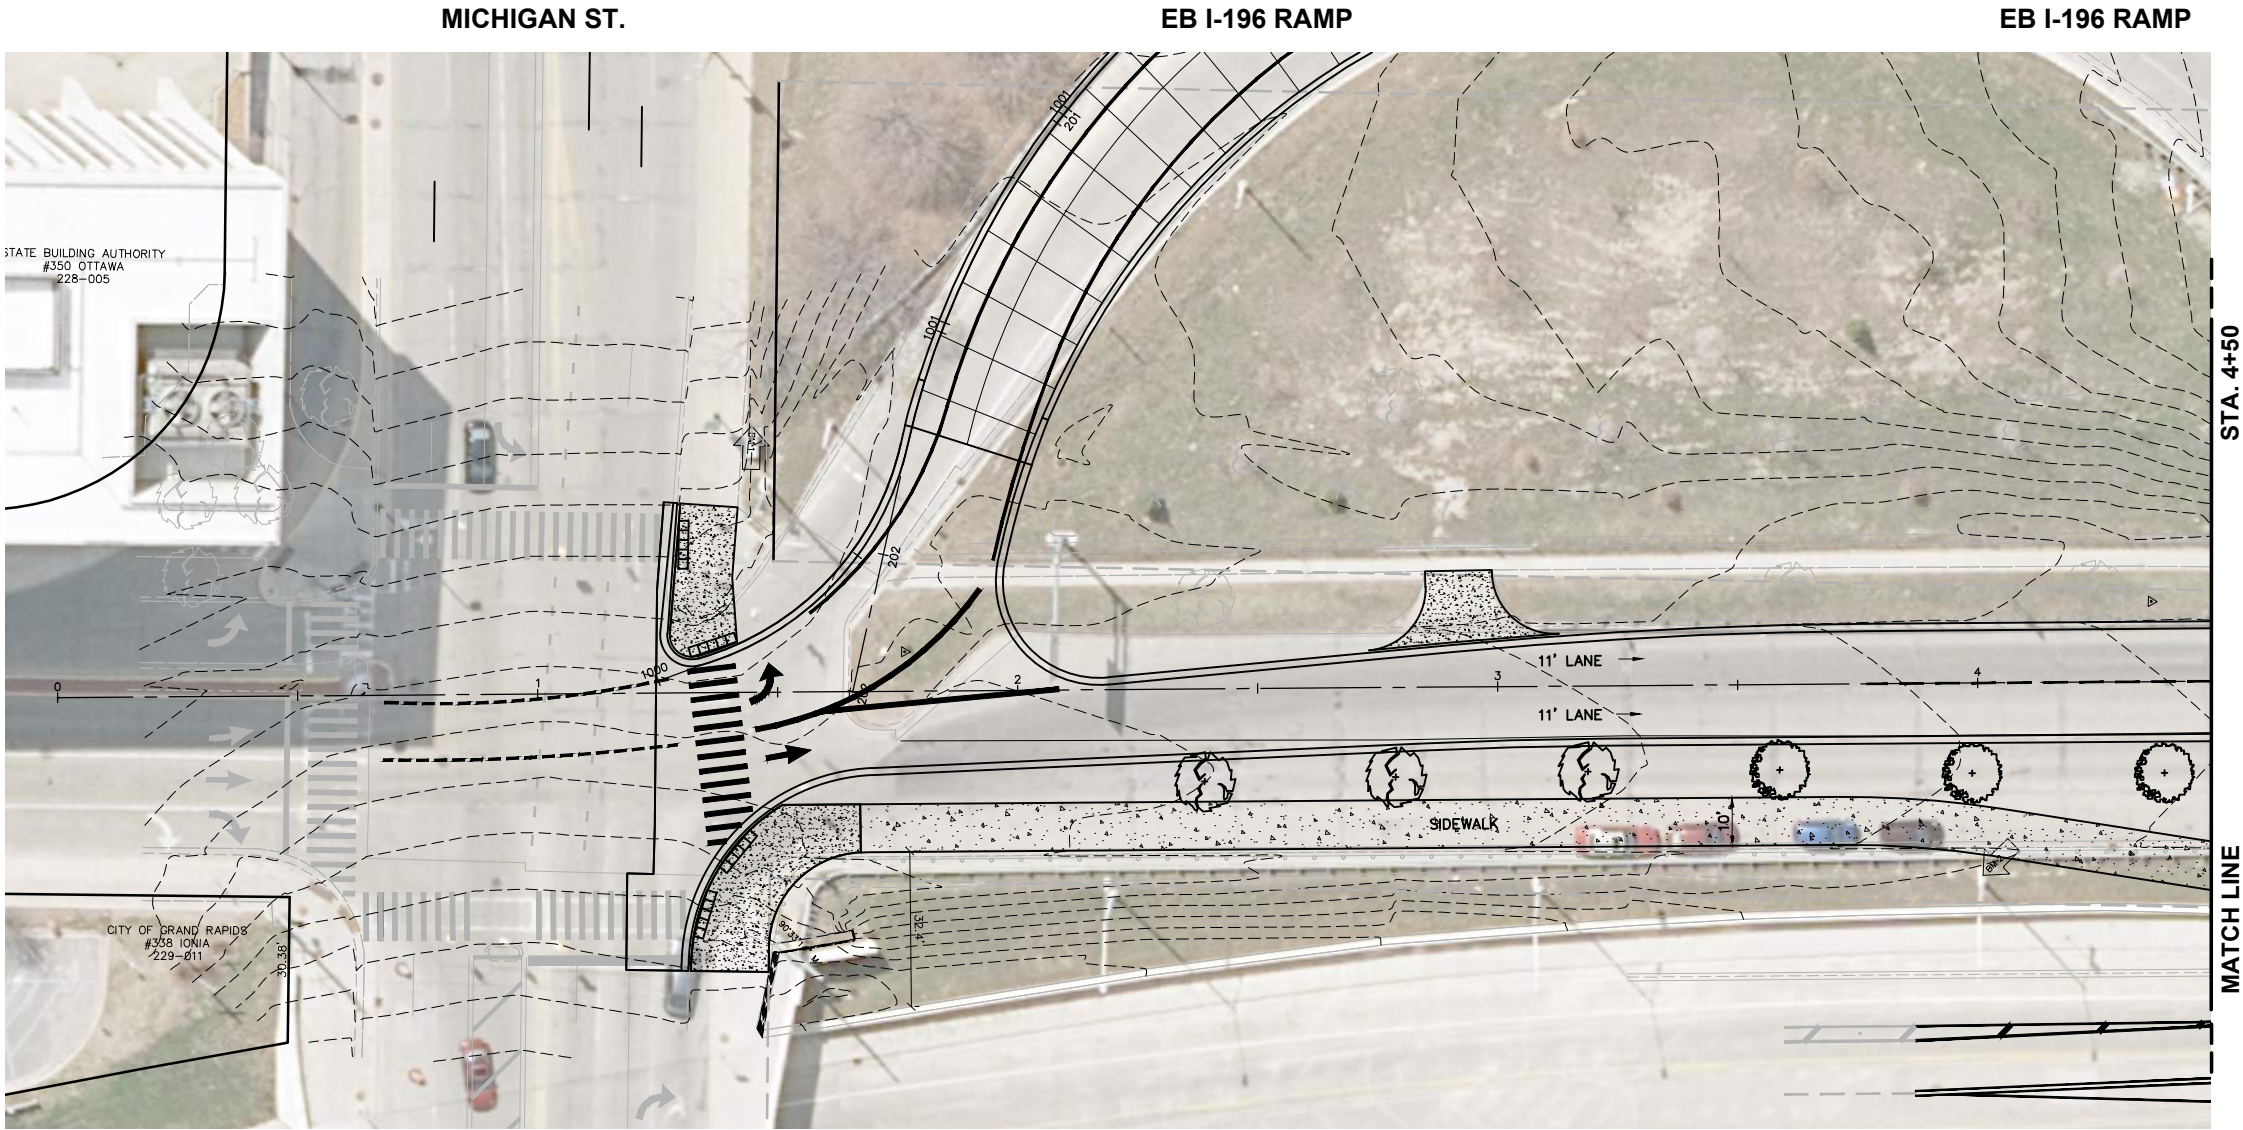 MICHIGAN ST.
EB I-196 RAMP
EB I-196 RAMP
1001
201
STATE BUILDING AUTHORITY
#350 OTTAWA
228-005
1001
STA. 4+50
202
1000
0
1
2
3
4
11' LANE
11' LANE
SIDEWALK
10'
CITY OF GRAND RAPIDS
#338 IONIA
229-011
30.38'
32.4'
MATCH LINE